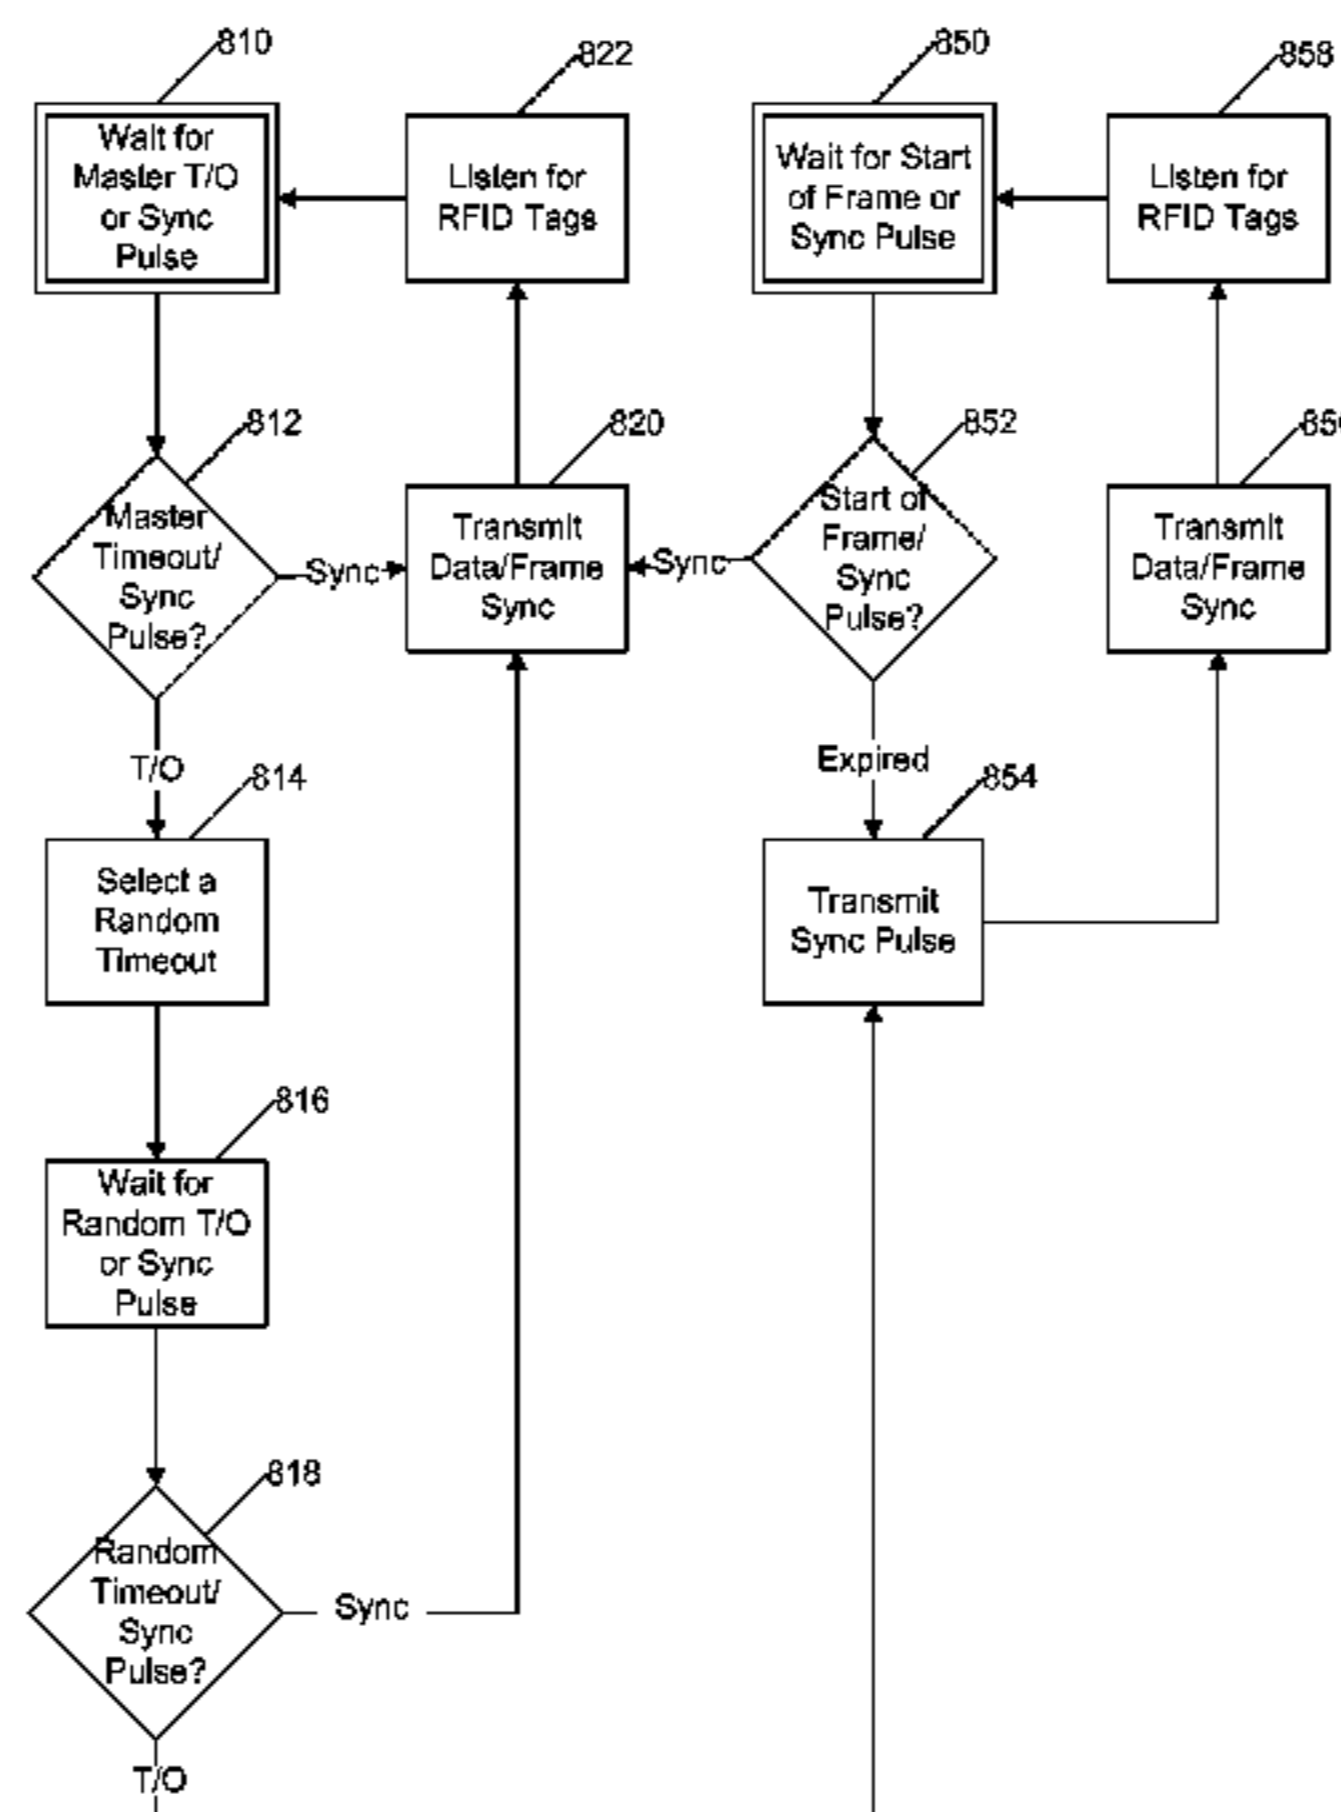 810
822
850
858
Wait for
Master T/O
or Sync
Pulse
Listen for
RFID Tags
Wait for Start
of Frame or
Sync Pulse
Listen for
RFID Tags
812
820
852
Master
Timeout/
Sync
Pulse?
Sync
Transmit
Data/Frame
Sync
Sync
Start of
Frame/
Sync
Pulse?
Transmit
Data/Frame
Sync
T/O
814
Expired
854
Select a
Random
Timeout
Transmit
Sync Pulse
816
Wait for
Random T/O
or Sync
Pulse
818
Random
Timeout/
Sync
Pulse?
Sync
T/O